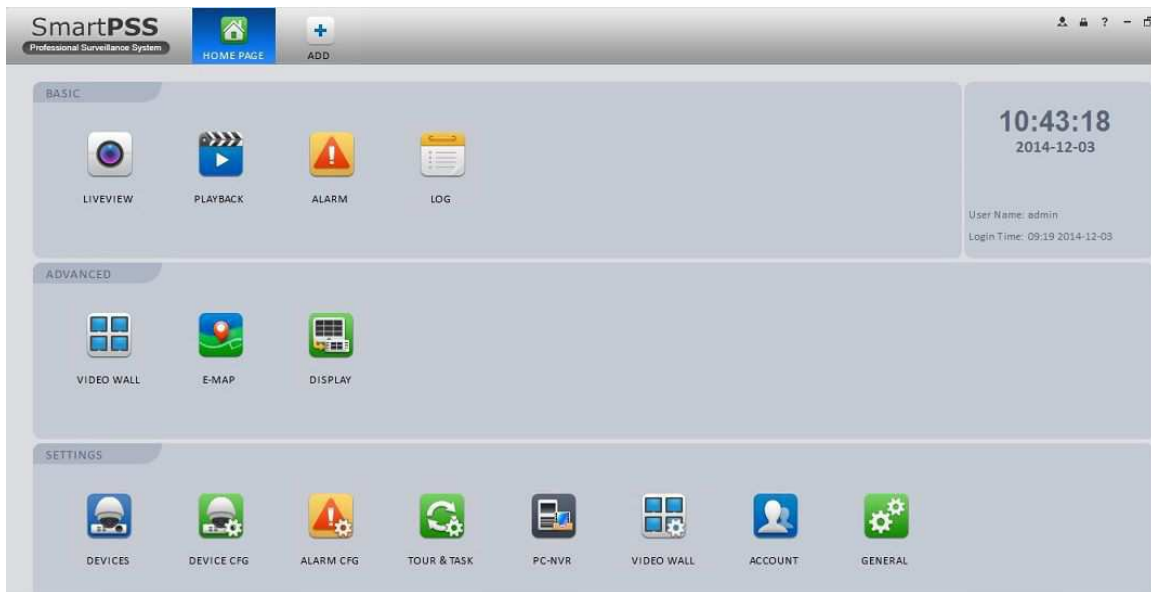 SmartPSS
Professional Surveillance System
HOME PAGE
ADD
?
BASIC
LIVEVIEW
PLAYBACK
ALARM
LOG
10:43:18
2014-12-03
User Name: admin
Login Time: 09:19 2014-12-03
ADVANCED
VIDEO WALL
E-MAP
DISPLAY
SETTINGS
DEVICES
DEVICE CFG
ALARM CFG
TOUR & TASK
PC-NVR
VIDEO WALL
ACCOUNT
GENERAL